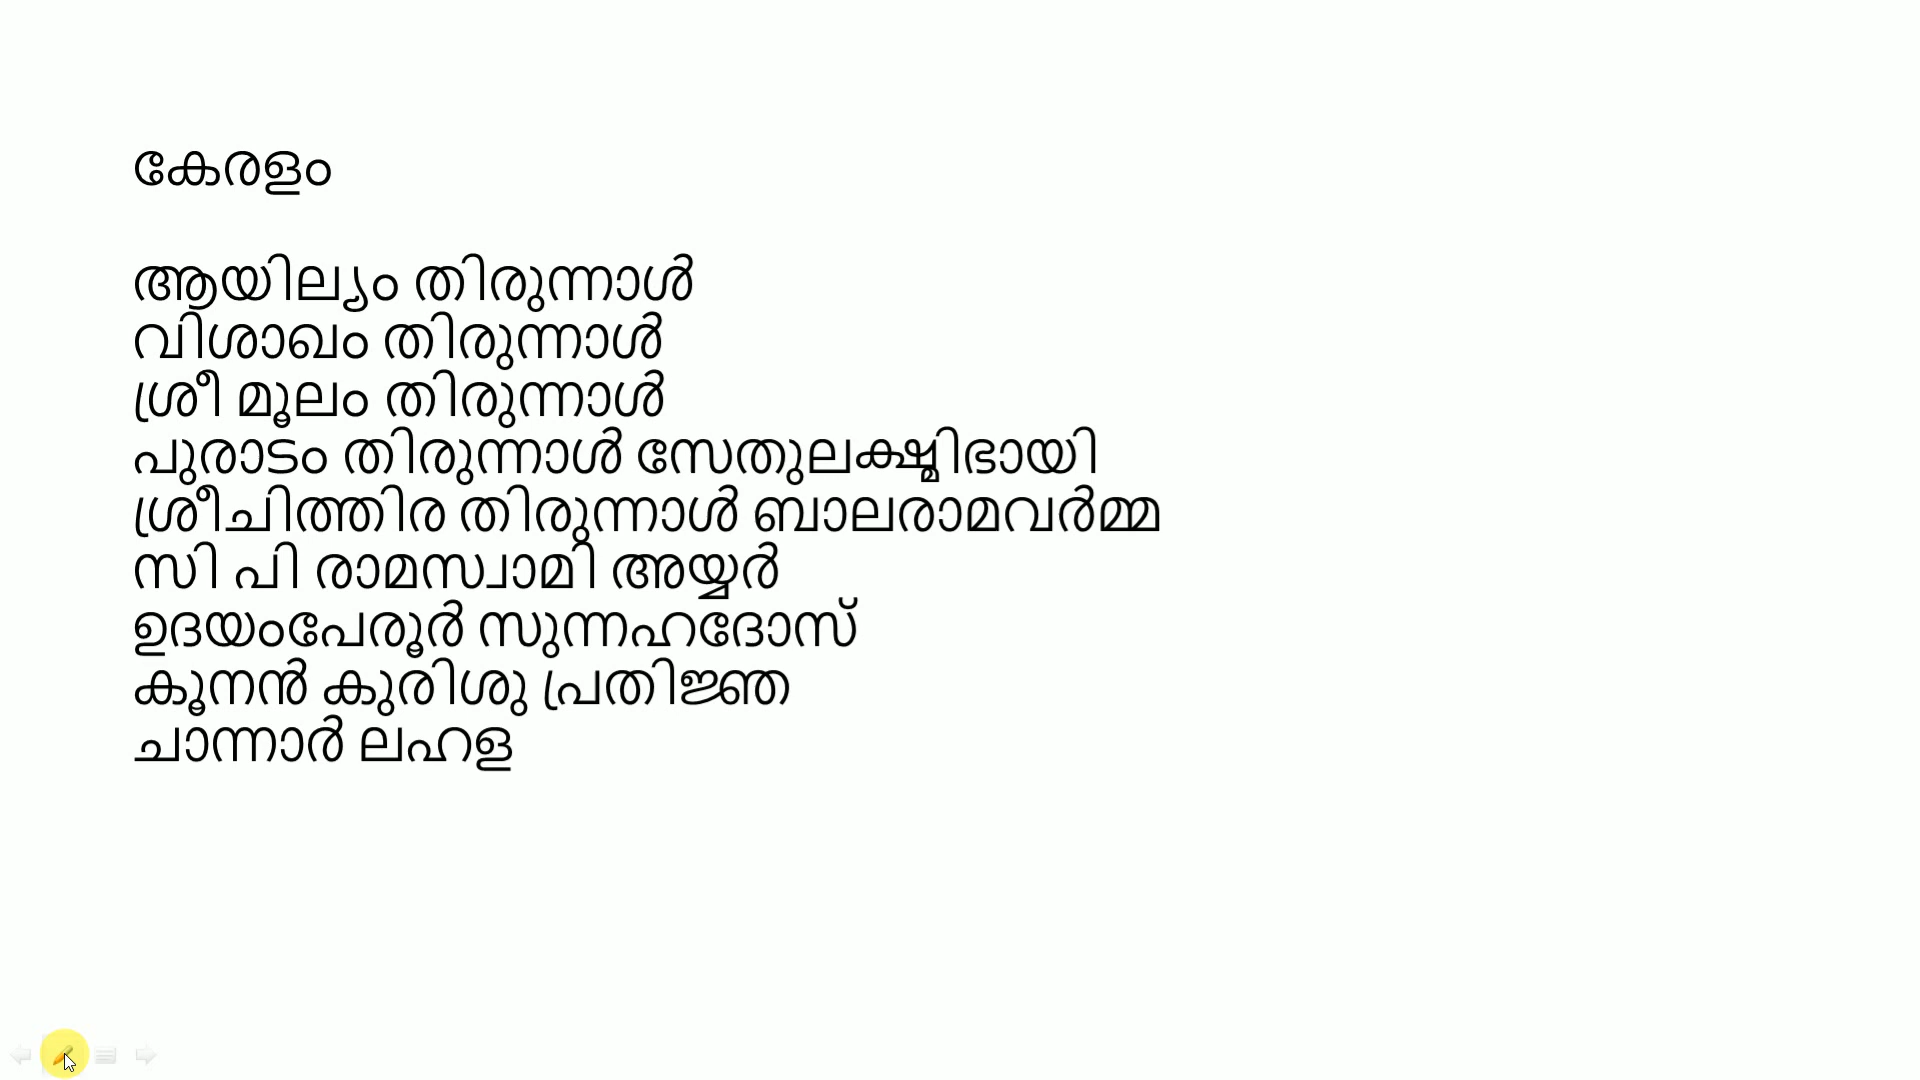 കേരളം
ആയില്യം തിരുന്നാൾ
വിശാഖം തിരുന്നാൾ
ശ്രീ മൂലം തിരുന്നാൾ
പുരാടം തിരുന്നാൾ സേതുലക്ഷ്മിഭായി
ശ്രീചിത്തിര തിരുന്നാൾ ബാലരാമവർമ്മ
സി പി രാമസ്വാമി അയ്യർ
ഉദയംപേരൂർ സുന്നഹദോസ്
കൂനൻ കുരിശു പ്രതിജ്ഞ
ചാന്നാർ ലഹള